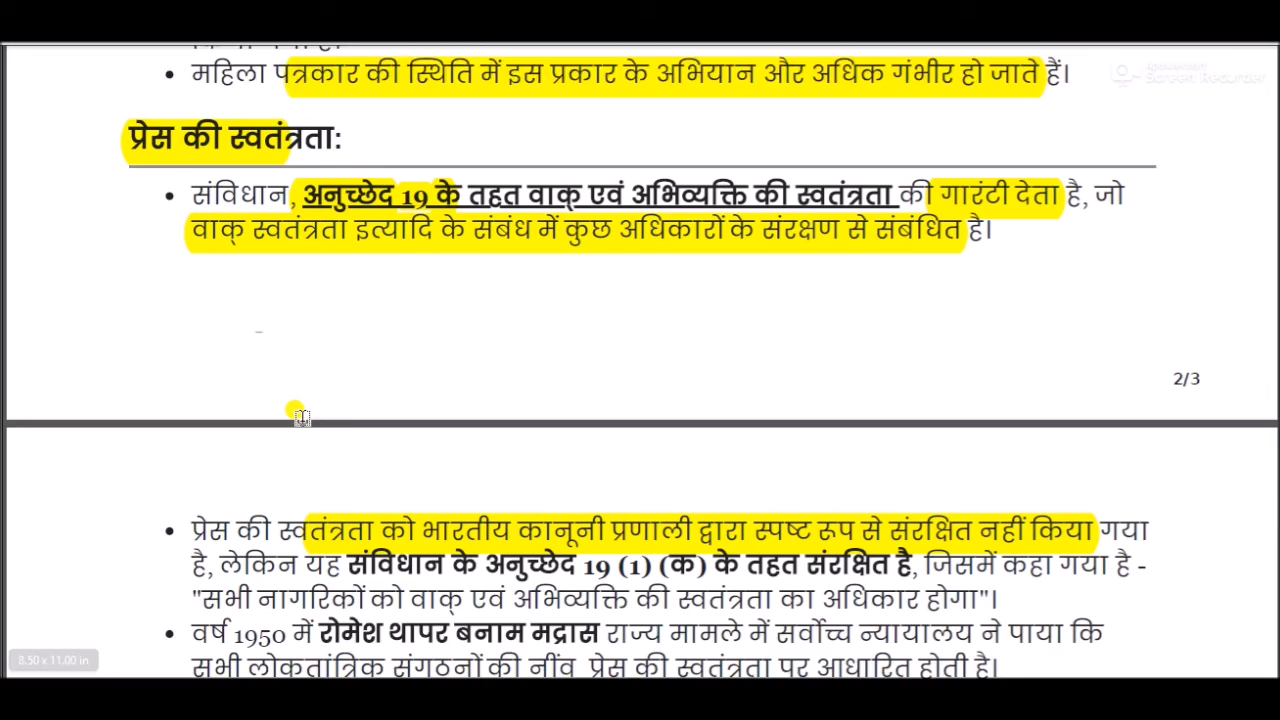 महिला पत्रकार की स्थिति में इस प्रकार के अभियान और अधिक गंभीर हो जाते हैं।
प्रेस की स्वतंत्रता:
संविधान, अनुच्छेद 19 के तहत वाक् एवं अभिव्यक्ति की स्वतंत्रता की गारंटी देता है, जो
वाक् स्वतंत्रता इत्यादि के संबंध में कुछ अधिकारों के संरक्षण से संबंधित है।
2/3
प्रेस की स्वतंत्रता को भारतीय कानूनी प्रणाली द्वारा स्पष्ट रूप से संरक्षित नहीं किया गया
है, लेकिन यह संविधान के अनुच्छेद 19 (1) (क) के तहत संरक्षित है, जिसमें कहा गया है -
"सभी नागरिकों को वाक् एवं अभिव्यक्ति की स्वतंत्रता का अधिकार होगा"।
वर्ष 1950 में रोमेश थापर बनाम मद्रास राज्य मामले में सर्वोच्च न्यायालय ने पाया कि
सभी लोकतांत्रिक संगठनों की नींव प्रेस की स्वतंत्रता पर आधारित होती है।
8.50 x 11.00 in
Screen Recorder